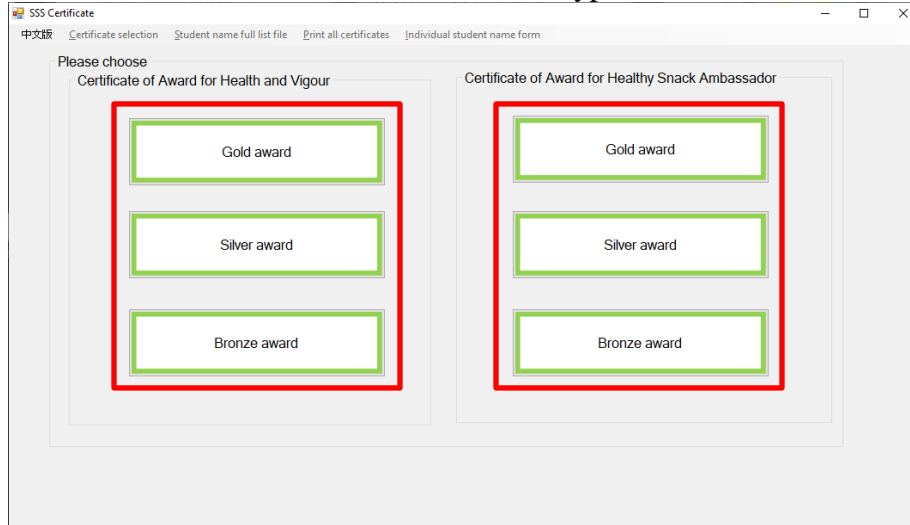 SSS Certificate
中文版 Certificate selection Student name full list file Print all certificates Individual student name form
Please choose
Certificate of Award for Health and Vigour
Gold award
Silver award
Bronze award
Certificate of Award for Healthy Snack Ambassador
Gold award
Silver award
Bronze award